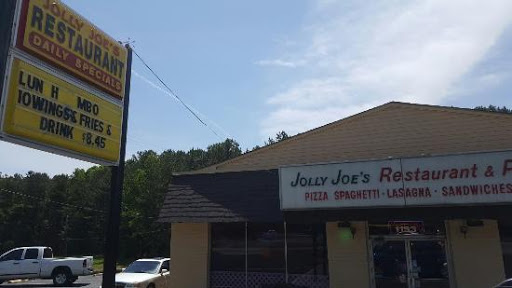 JOLLY JOE'S
RESTAURANT
DAILY SPECIALS
LUN H MBO
10WINGS & FRIES &
DRINK $8.45
JOLLY JOE'S Restaurant & P
PIZZA SPAGHETTI · LASAGNA · SANDWICHES